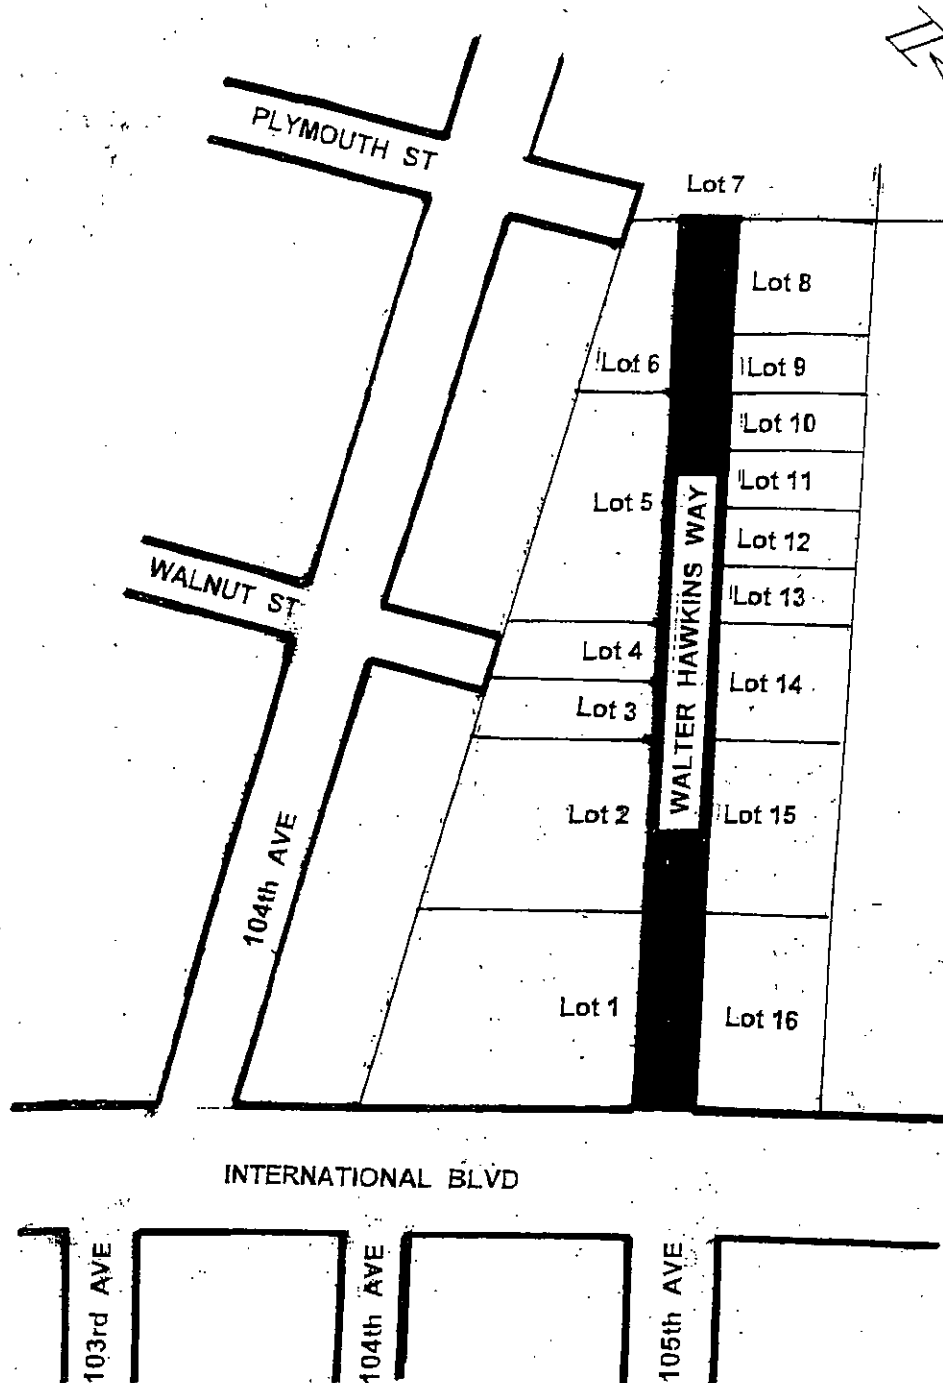 PLYMOUTH ST
Lot 7
Lot 8
Lot 6
Lot 9
Lot 10
Lot 5
Lot 11
Lot 12
WALTER HAWKINS WAY
WALNUT ST
Lot 13
Lot 4
Lot 14
Lot 3
Lot 2
Lot 15
104th AVE
Lot 1
Lot 16
INTERNATIONAL BLVD
103rd AVE
104th AVE
105th AVE